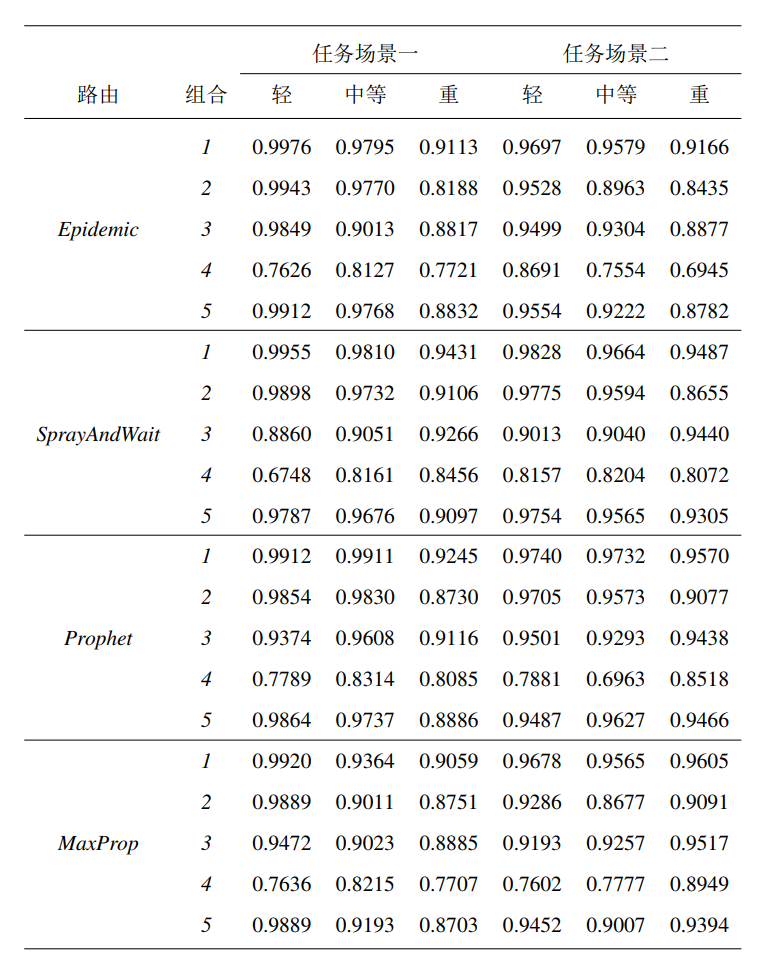 任务场景一 任务场景二
路由 组合 轻 中等 重 轻 中等 重
1 0.9976 0.9795 0.9113 0.9697 0.9579 0.9166
2 0.9943 0.9770 0.8188 0.9528 0.8963 0.8435
Epidemic 3 0.9849 0.9013 0.8817 0.9499 0.9304 0.8877
4 0.7626 0.8127 0.7721 0.8691 0.7554 0.6945
5 0.9912 0.9768 0.8832 0.9554 0.9222 0.8782
1 0.9955 0.9810 0.9431 0.9828 0.9664 0.9487
2 0.9898 0.9732 0.9106 0.9775 0.9594 0.8655
SprayAndWait 3 0.8860 0.9051 0.9266 0.9013 0.9040 0.9440
4 0.6748 0.8161 0.8456 0.8157 0.8204 0.8072
5 0.9787 0.9676 0.9097 0.9754 0.9565 0.9305
1 0.9912 0.9911 0.9245 0.9740 0.9732 0.9570
2 0.9854 0.9830 0.8730 0.9705 0.9573 0.9077
Prophet 3 0.9374 0.9608 0.9116 0.9501 0.9293 0.9438
4 0.7789 0.8314 0.8085 0.7881 0.6963 0.8518
5 0.9864 0.9737 0.8886 0.9487 0.9627 0.9466
1 0.9920 0.9364 0.9059 0.9678 0.9565 0.9605
2 0.9889 0.9011 0.8751 0.9286 0.8677 0.9091
MaxProp 3 0.9472 0.9023 0.8885 0.9193 0.9257 0.9517
4 0.7636 0.8215 0.7707 0.7602 0.7777 0.8949
5 0.9889 0.9193 0.8703 0.9452 0.9007 0.9394